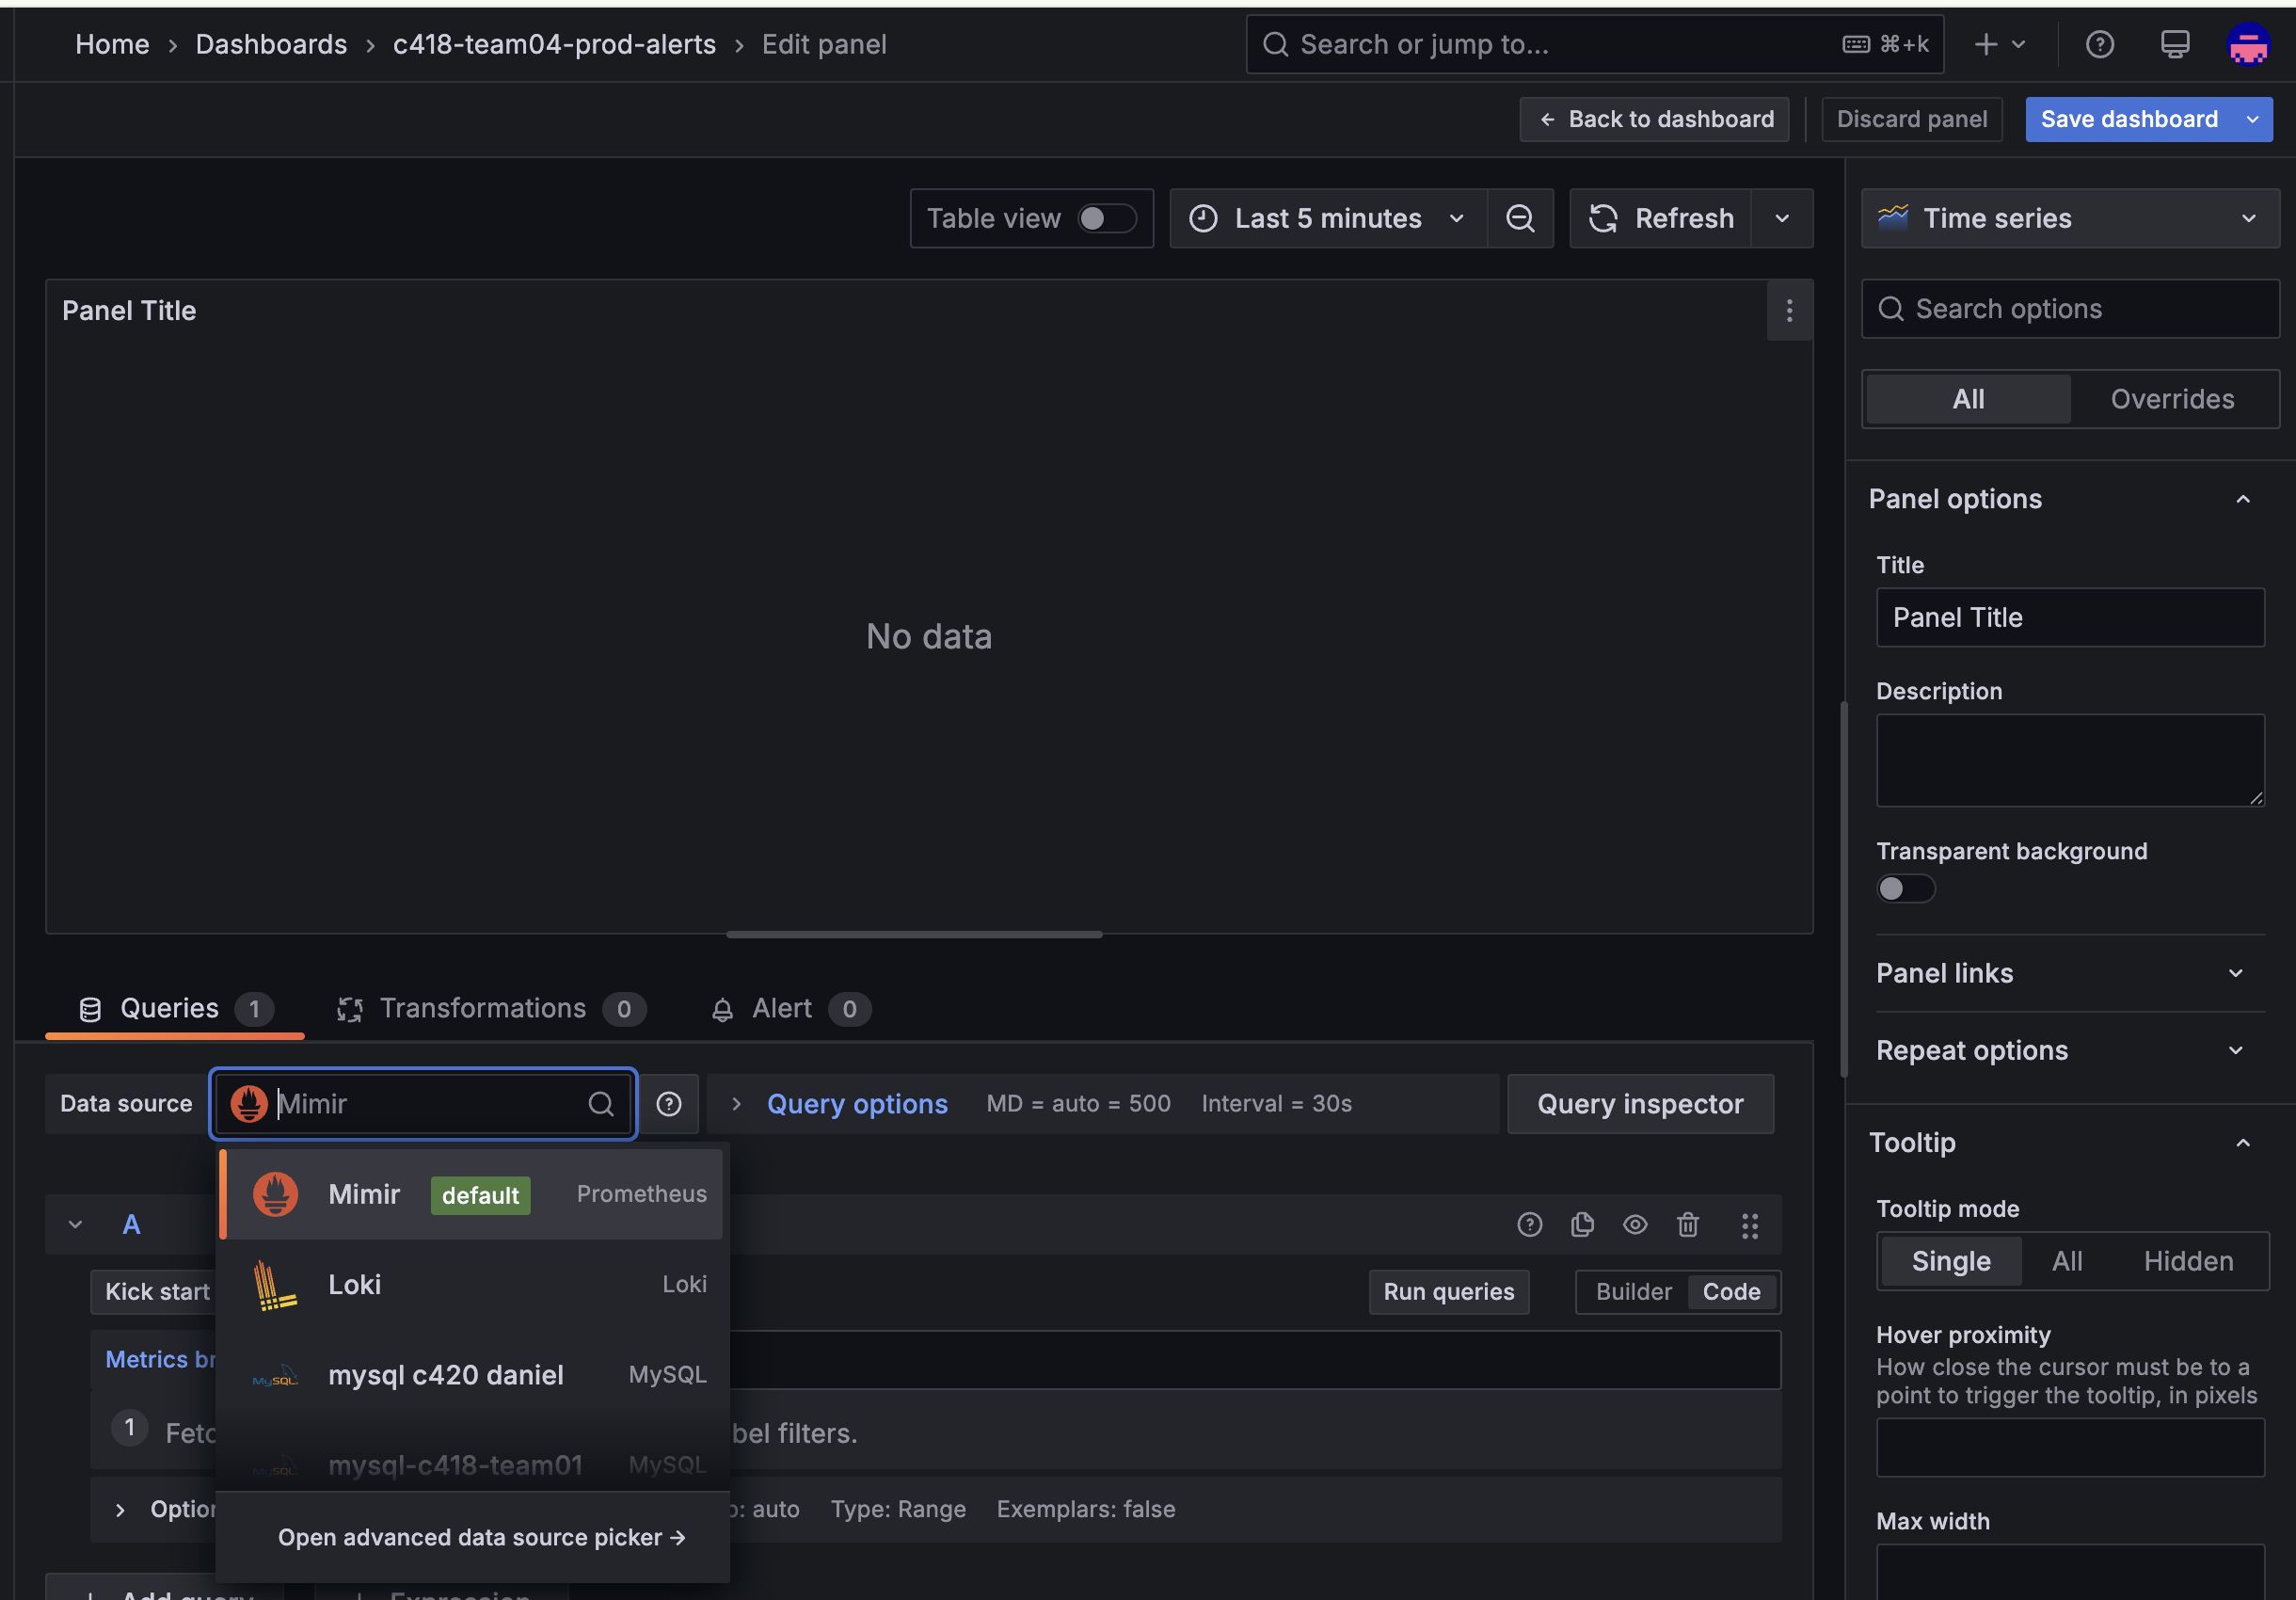 Home › Dashboards › c418-team04-prod-alerts › Edit panel
Search or jump to... ⌘+k
← Back to dashboard
Discard panel
Save dashboard
Table view
Last 5 minutes
Refresh
Time series
Panel Title
No data
Search options
All
Overrides
Panel options
Title
Panel Title
Description
Transparent background
Panel links
Repeat options
Tooltip
Tooltip mode
Single
All
Hidden
Hover proximity
How close the cursor must be to a
point to trigger the tooltip, in pixels
Max width
Queries 1
Transformations 0
Alert 0
Data source
Mimir
Query options MD = auto = 500 Interval = 30s
Query inspector
Mimir default Prometheus
Loki Loki
MySQL mysql c420 daniel MySQL
MySQL mysql-c418-team01 MySQL
Open advanced data source picker →
A
Kick start
Run queries
Builder
Code
Metrics br
1 Fetc
bel filters.
Option
: auto Type: Range Exemplars: false
Add query
Expression